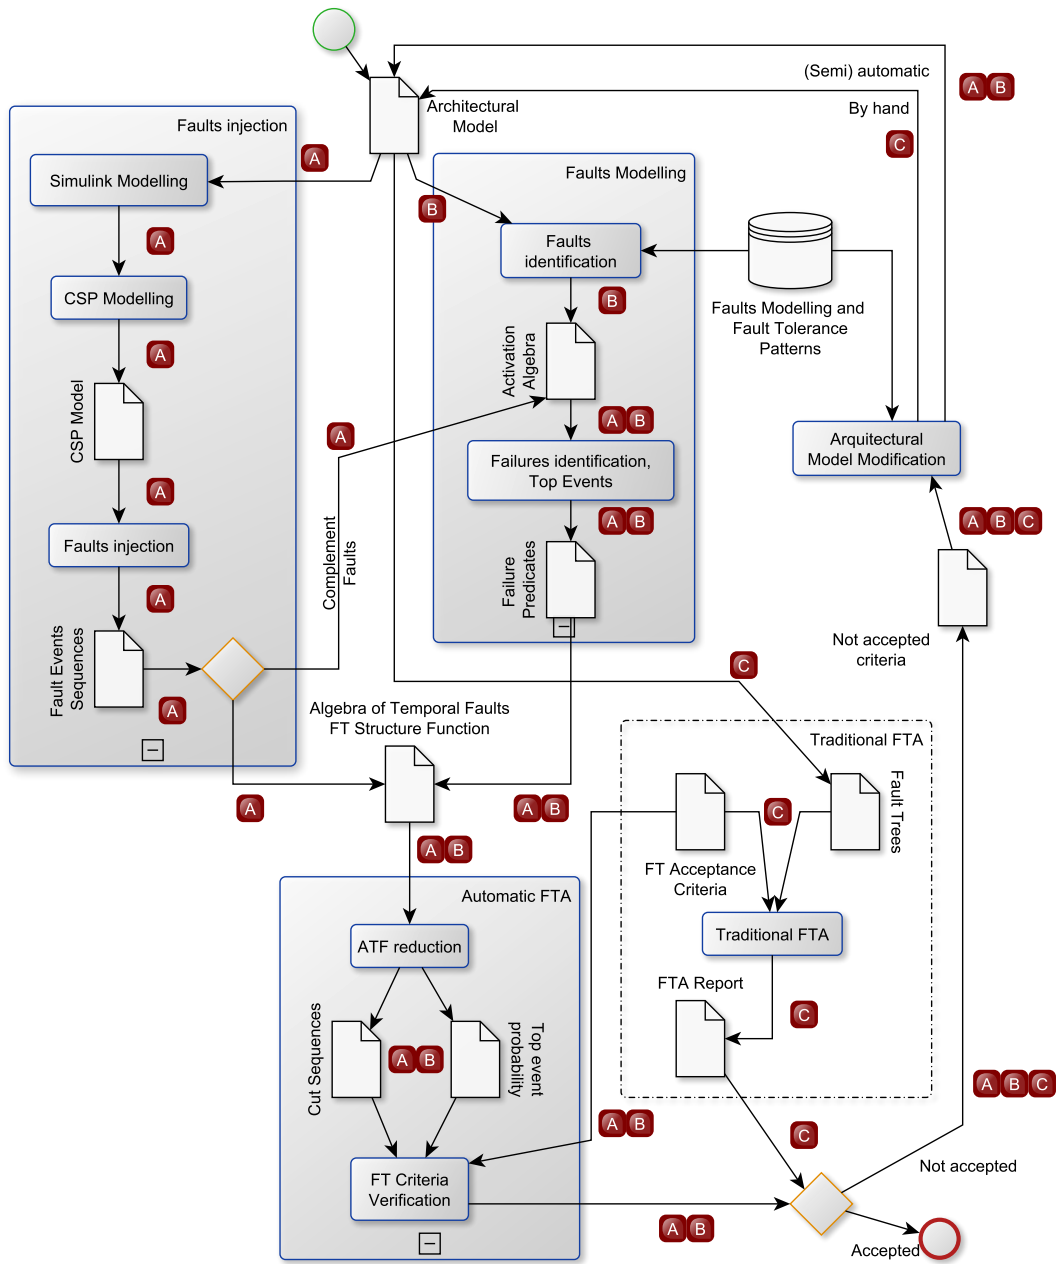 (Semi) automatic
A B
Architectural
Model
By hand
C
Faults injection
A
Faults Modelling
Simulink Modelling
B
A
Faults
identification
CSP Modelling
B
Faults Modelling and
Fault Tolerance
Patterns
A
Activation
Algebra
CSP Model
A B
A
Arquitectural
Model Modification
Failures identification,
Top Events
A
A B
A B C
Faults injection
Complement
Faults
Failure
Predicates
A
Not accepted
criteria
Fault Events
Sequences
C
A
Algebra of Temporal Faults
FT Structure Function
Traditional FTA
A
A B
C
Fault Trees
A B
FT Acceptance
Criteria
Automatic FTA
Traditional FTA
ATF reduction
FTA Report
C
Cut Sequences
A B
Top event
probability
A B C
A B
C
Not accepted
FT Criteria
Verification
A B
Accepted